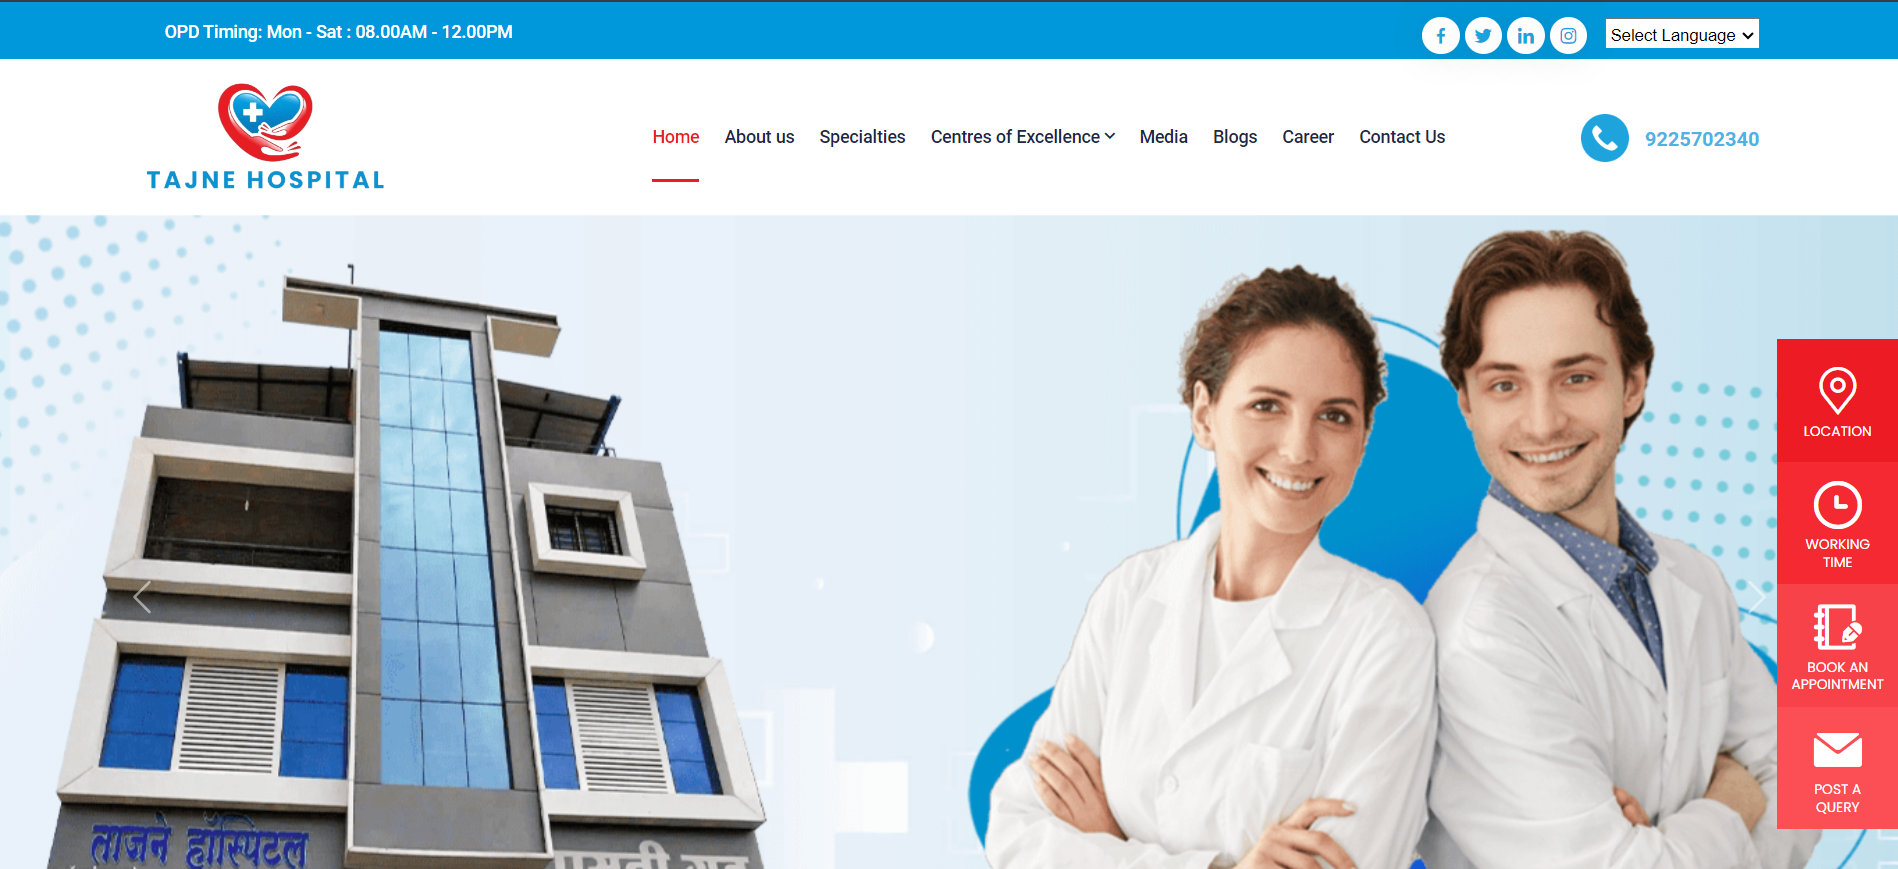 OPD Timing: Mon - Sat : 08.00AM - 12.00PM
Select Language
TAJNE HOSPITAL
Home
About us
Specialties
Centres of Excellence
Media
Blogs
Career
Contact Us
9225702340
LOCATION
WORKING
TIME
BOOK AN
APPOINTMENT
POST A
QUERY
ताजने हॉस्पिटल